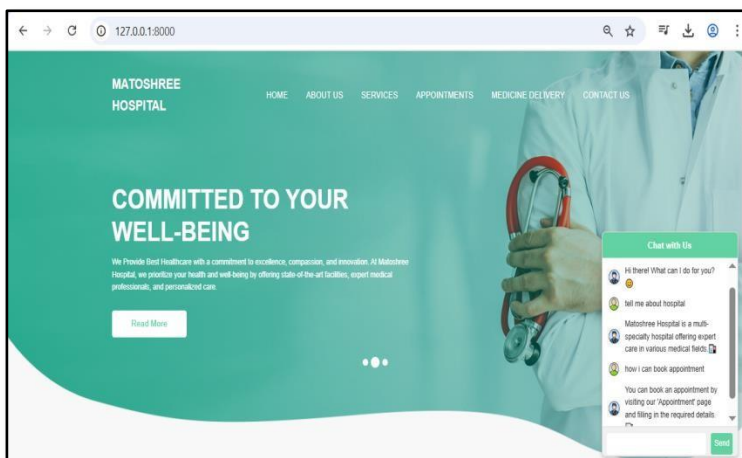 127.0.0.1:8000
MATOSHREE
HOSPITAL
HOME ABOUT US SERVICES APPOINTMENTS MEDICINE DELIVERY CONTACT US
COMMITTED TO YOUR
WELL-BEING
We Provide Best Healthcare with a commitment to excellence, compassion, and innovation. At Matoshree
Hospital, we prioritize your health and well-being by offering state-of-the-art facilities, expert medical
professionals, and personalized care.
Read More
Chat with Us
Hi there! What can I do for you?
tell me about hospital
Matoshree Hospital is a multi-
specialty hospital offering expert
care in various medical fields.
how i can book appointment
You can book an appointment by
visiting our 'Appointment' page
and filling in the required details.
Send